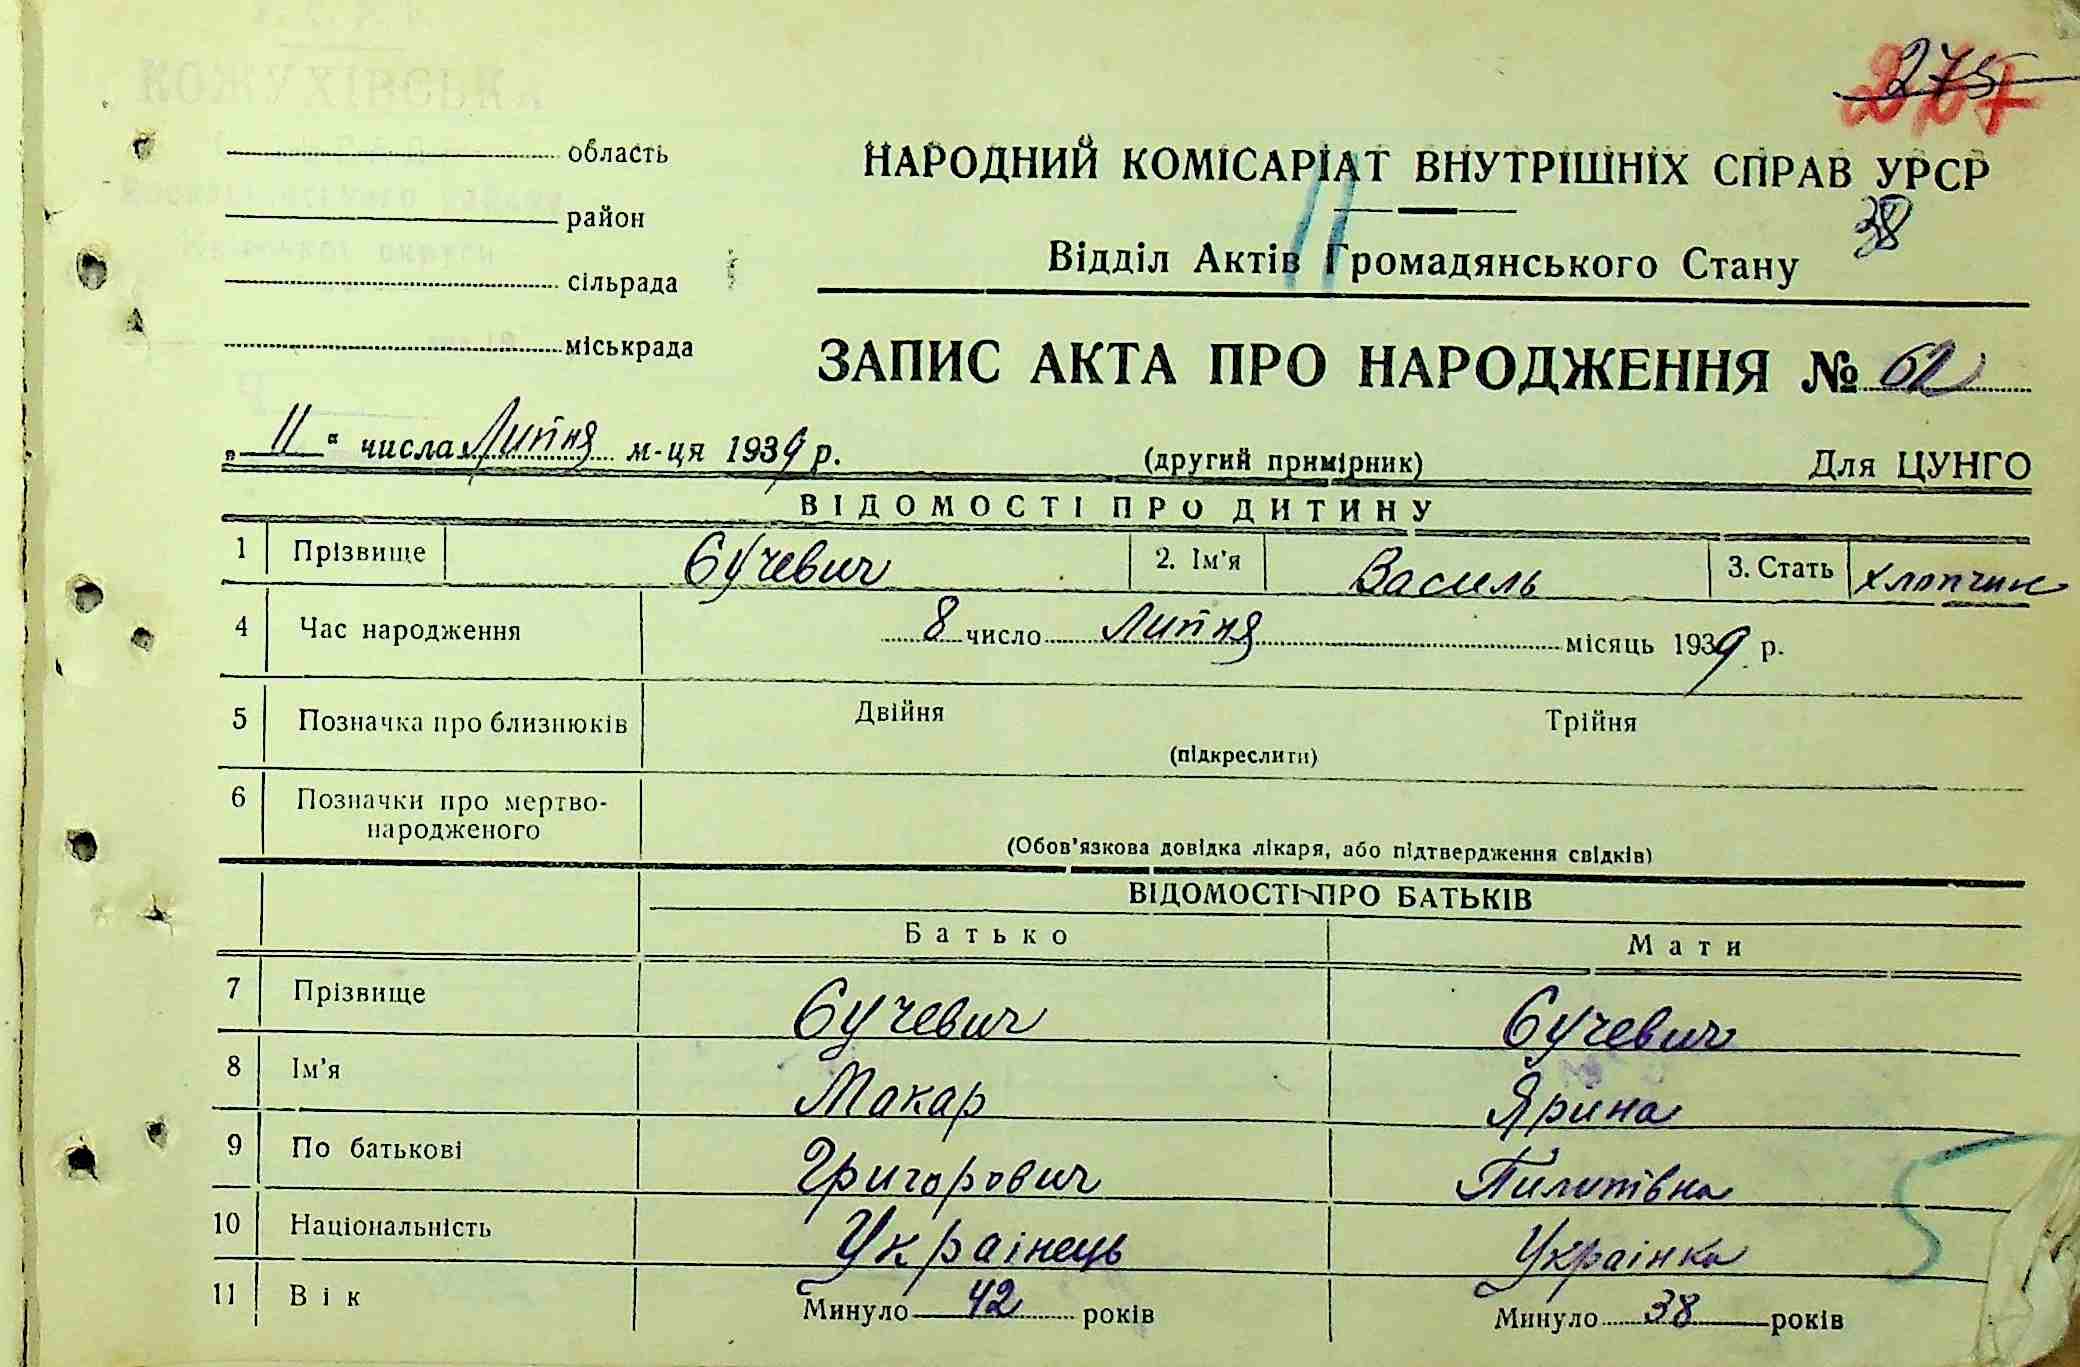 КОЖУХІВСЬКА
275
227
область
район
сільрада
міськрада
НАРОДНИЙ КОМІСАРІАТ ВНУТРІШНІХ СПРАВ УРСР
38
Відділ Актів Громадянського Стану
ЗАПИС АКТА ПРО НАРОДЖЕННЯ № 62
„ 11 " числа Липня м-ця 1939 р. (другий примірник) Для ЦУНГО
ВІДОМОСТІ ПРО ДИТИНУ
1 Прізвище Єучевич 2. Ім'я Василь 3. Стать хлопчик
4 Час народження 8 число Липня місяць 1939 р.
5 Позначка про близнюків Двійня Трійня
(підкреслити)
6 Позначки про мертво-
народженого
(Обов'язкова довідка лікаря, або підтвердження свідків)
ВІДОМОСТІ ПРО БАТЬКІВ
Батько Мати
7 Прізвище Єучевич Єучевич
8 Ім'я Макар Ярина
9 По батькові Григорович Пилипівна
10 Національність Українець Українка
11 Вік Минуло 42 років Минуло 38 років